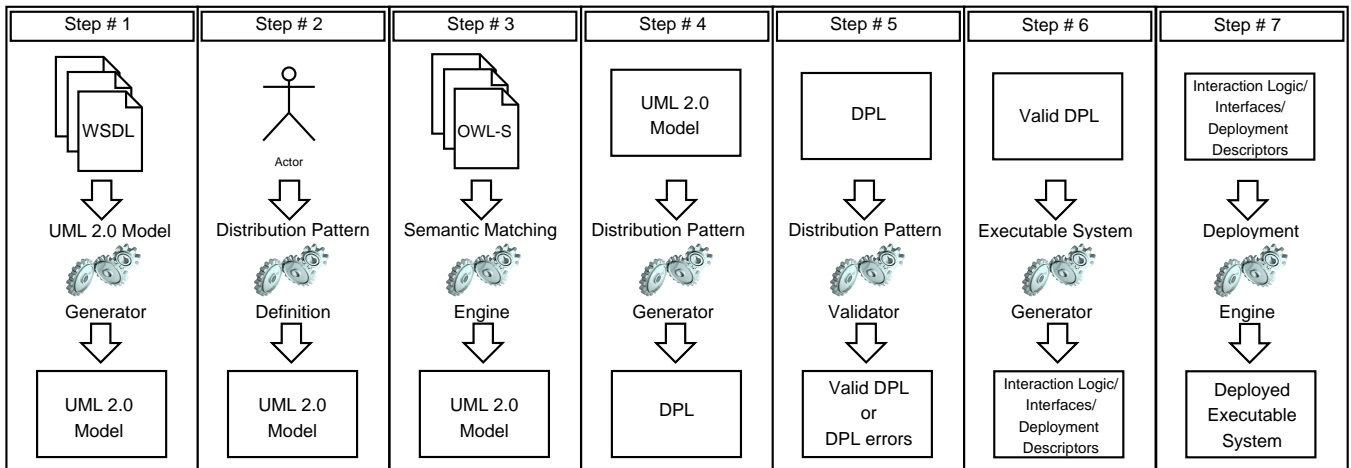 Step # 1
WSDL
UML 2.0 Model
Generator
UML 2.0
Model
Step # 2
Actor
Distribution Pattern
Definition
UML 2.0
Model
Step # 3
OWL-S
Semantic Matching
Engine
UML 2.0
Model
Step # 4
UML 2.0
Model
Distribution Pattern
Generator
DPL
Step # 5
DPL
Distribution Pattern
Validator
Valid DPL
or
DPL errors
Step # 6
Valid DPL
Executable System
Generator
Interaction Logic/
Interfaces/
Deployment
Descriptors
Step # 7
Interaction Logic/
Interfaces/
Deployment
Descriptors
Deployment
Engine
Deployed
Executable
System